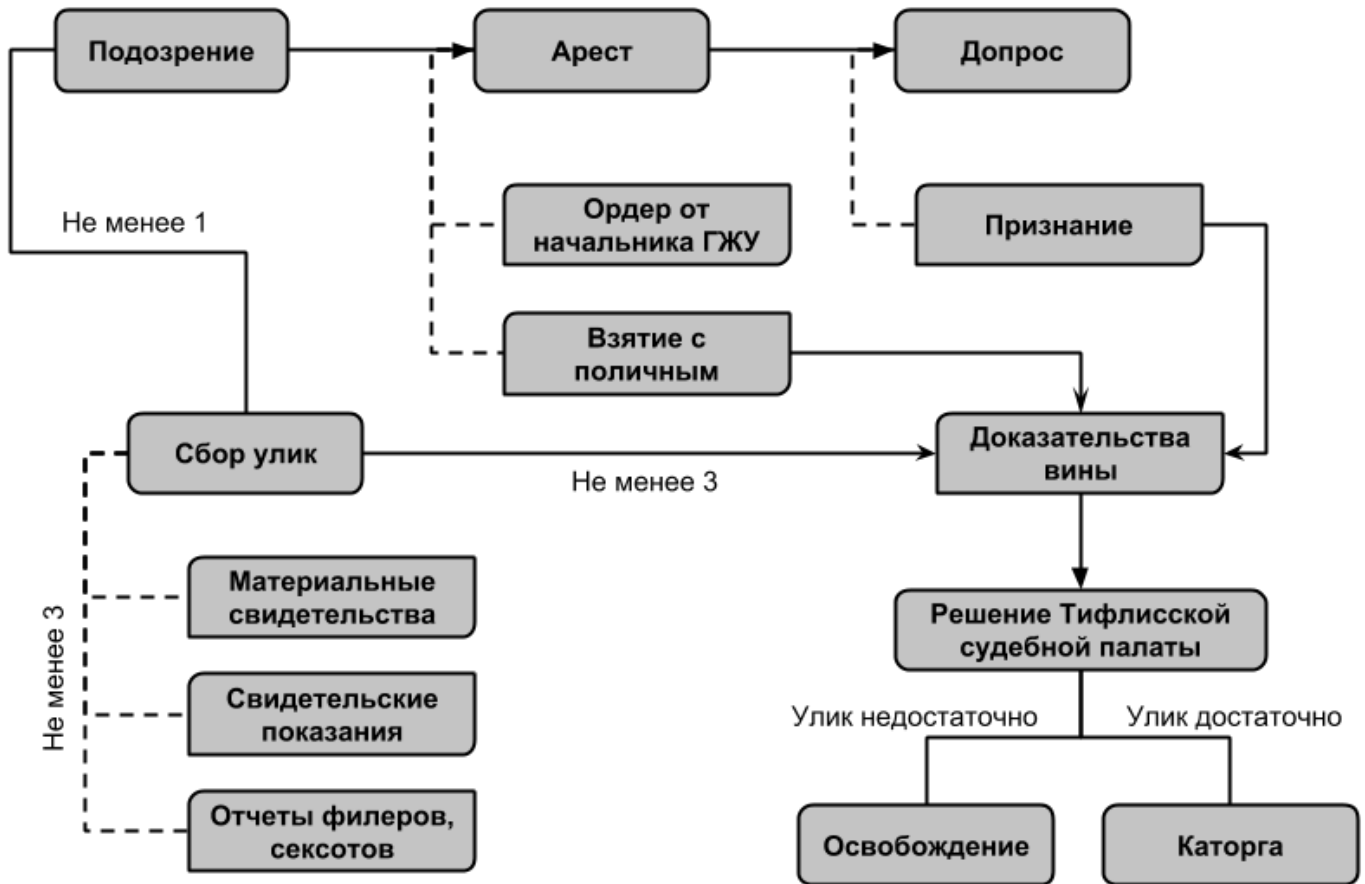 Подозрение
Арест
Допрос
Не менее 1
Ордер от
начальника ГЖУ
Признание
Взятие с
поличным
Сбор улик
Не менее 3
Доказательства
вины
Не менее 3
Материальные
свидетельства
Свидетельские
показания
Отчеты филеров,
сексотов
Решение Тифлисской
судебной палаты
Улик недостаточно
Улик достаточно
Освобождение
Каторга